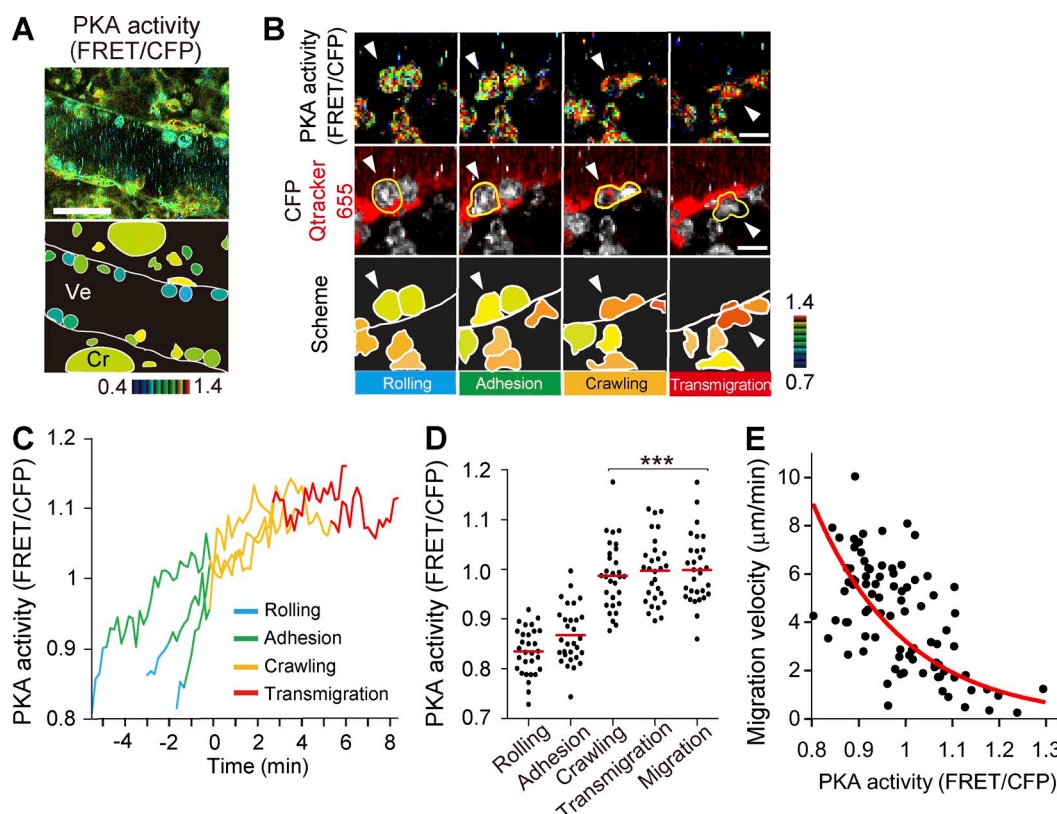 A
PKA activity
(FRET/CFP)
Ve
Cr
0.4
1.4
B
PKA activity
(FRET/CFP)
CFP
Qtracker
655
Scheme
Rolling
Adhesion
Crawling
Transmigration
1.4
0.7
C
PKA activity (FRET/CFP)
1.2
1.1
1.0
0.9
0.8
Rolling
Adhesion
Crawling
Transmigration
-4
-2
0
2
4
6
8
Time (min)
D
PKA activity (FRET/CFP)
***
1.2
1.1
1.0
0.9
0.8
0.7
Rolling
Adhesion
Crawling
Transmigration
Migration
E
Migration velocity (µm/min)
10
8
6
4
2
0
0.8
0.9
1
1.1
1.2
1.3
PKA activity (FRET/CFP)